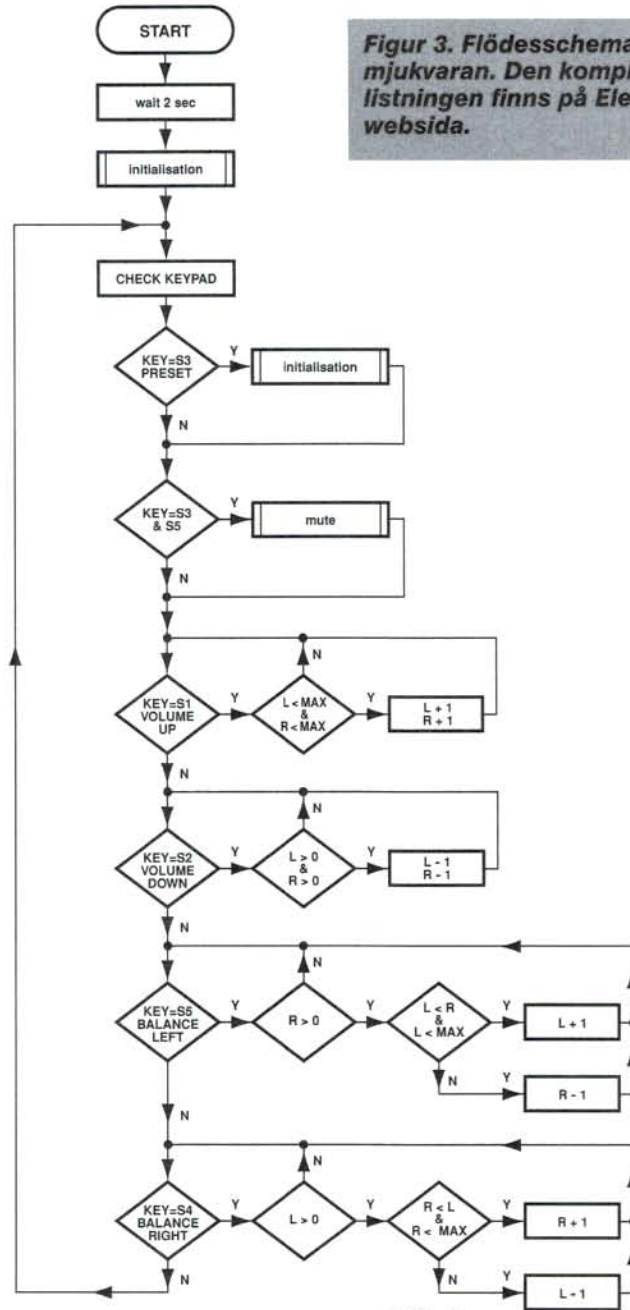 START
Figur 3. Flödesschema
mjukvaran. Den kompl
listningen finns på Ele
websida.
wait 2 sec
initialisation
CHECK KEYPAD
KEY=S3
PRESET
Y
initialisation
N
KEY=S3
& S5
Y
mute
N
KEY=S1
VOLUME
UP
Y
L < MAX
&
R < MAX
N
Y
L + 1
R + 1
N
KEY=S2
VOLUME
DOWN
Y
L > 0
&
R > 0
N
Y
L - 1
R - 1
N
KEY=S5
BALANCE
LEFT
Y
R > 0
N
Y
L < R
&
L < MAX
Y
L + 1
N
Y
R - 1
N
KEY=S4
BALANCE
RIGHT
Y
L > 0
N
Y
R < L
&
R < MAX
Y
R + 1
N
Y
L - 1
N